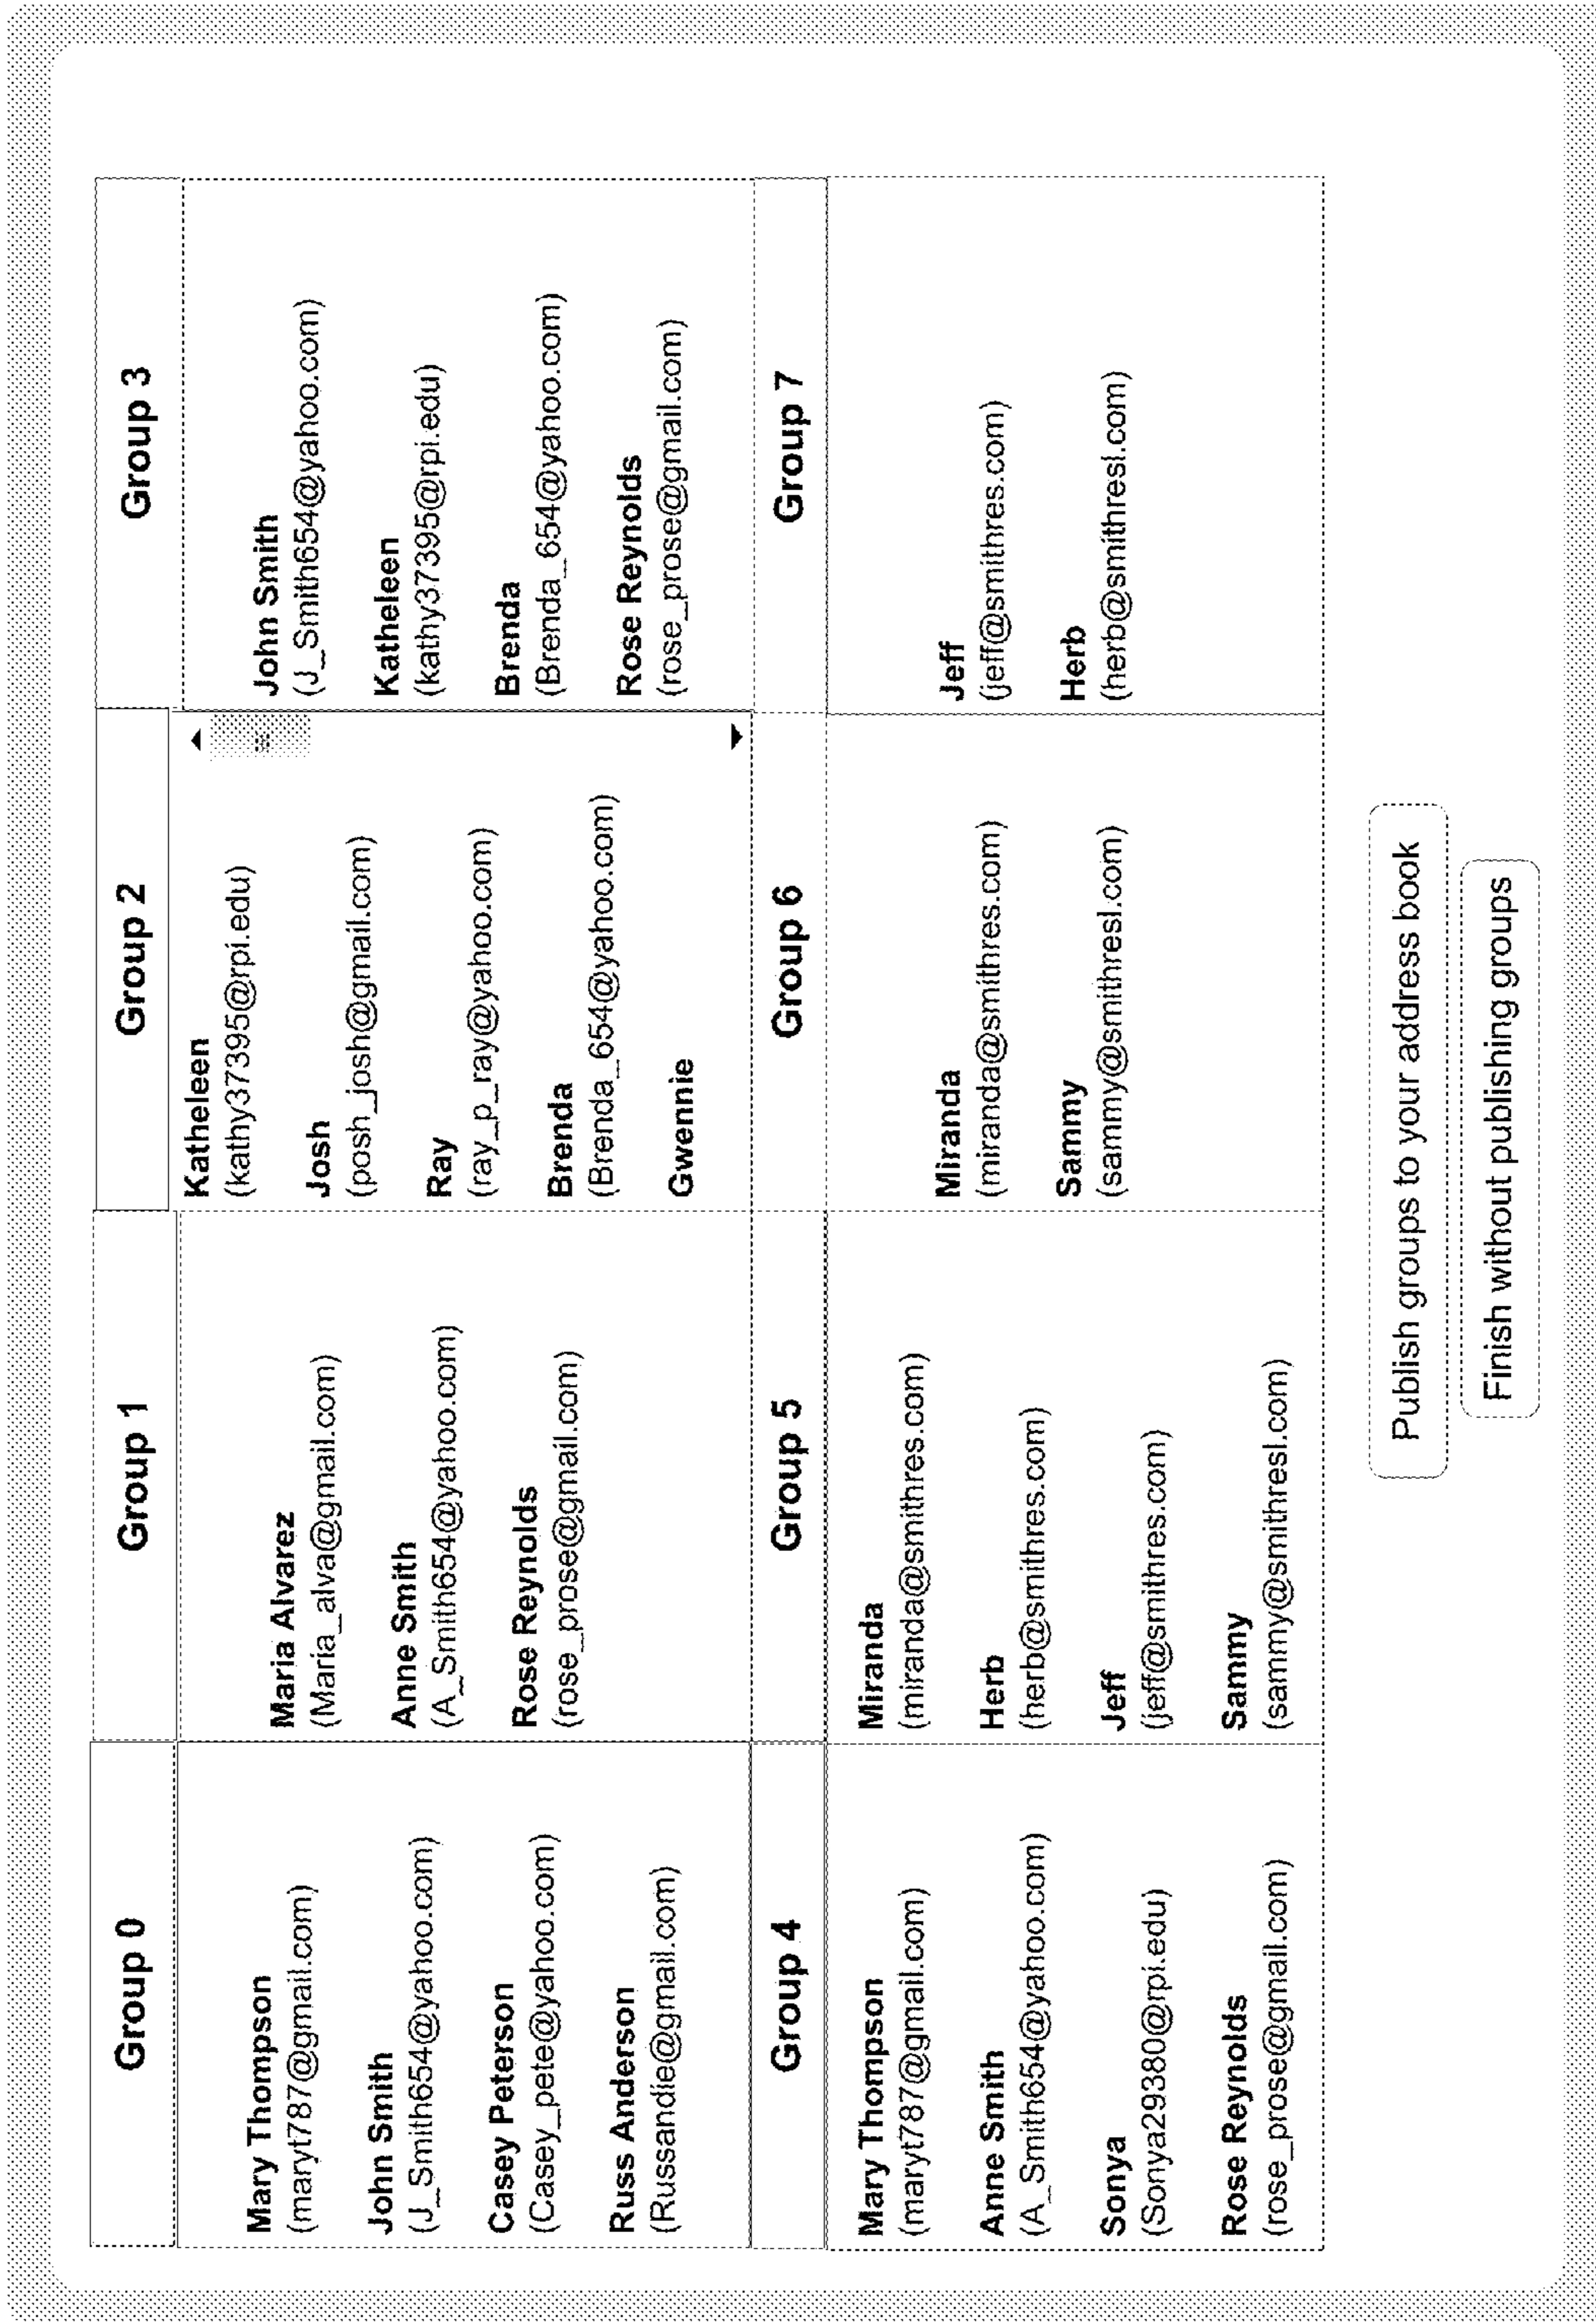 Group 0
Mary Thompson
(maryt787@gmail.com)
John Smith
(J_Smith654@yahoo.com)
Casey Peterson
(Casey_pete@yahoo.com)
Russ Anderson
(Russandie@gmail.com)
Group 1
Maria Alvarez
(Maria_alva@gmail.com)
Anne Smith
(A_Smith654@yahoo.com)
Rose Reynolds
(rose_prose@gmail.com)
Group 2
Katheleen
(kathy37395@rpi.edu)
Josh
(posh_josh@gmail.com)
Ray
(ray_p_ray@yahoo.com)
Brenda
(Brenda_654@yahoo.com)
Gwennie
Group 3
John Smith
(J_Smith654@yahoo.com)
Katheleen
(kathy37395@rpi.edu)
Brenda
(Brenda_654@yahoo.com)
Rose Reynolds
(rose_prose@gmail.com)
Group 4
Mary Thompson
(maryt787@gmail.com)
Anne Smith
(A_Smith654@yahoo.com)
Sonya
(Sonya29380@rpi.edu)
Rose Reynolds
(rose_prose@gmail.com)
Group 5
Miranda
(miranda@smithres.com)
Herb
(herb@smithres.com)
Jeff
(jeff@smithres.com)
Sammy
(sammy@smithresl.com)
Group 6
Miranda
(miranda@smithres.com)
Sammy
(sammy@smithresl.com)
Group 7
Jeff
(jeff@smithres.com)
Herb
(herb@smithresl.com)
Publish groups to your address book
Finish without publishing groups